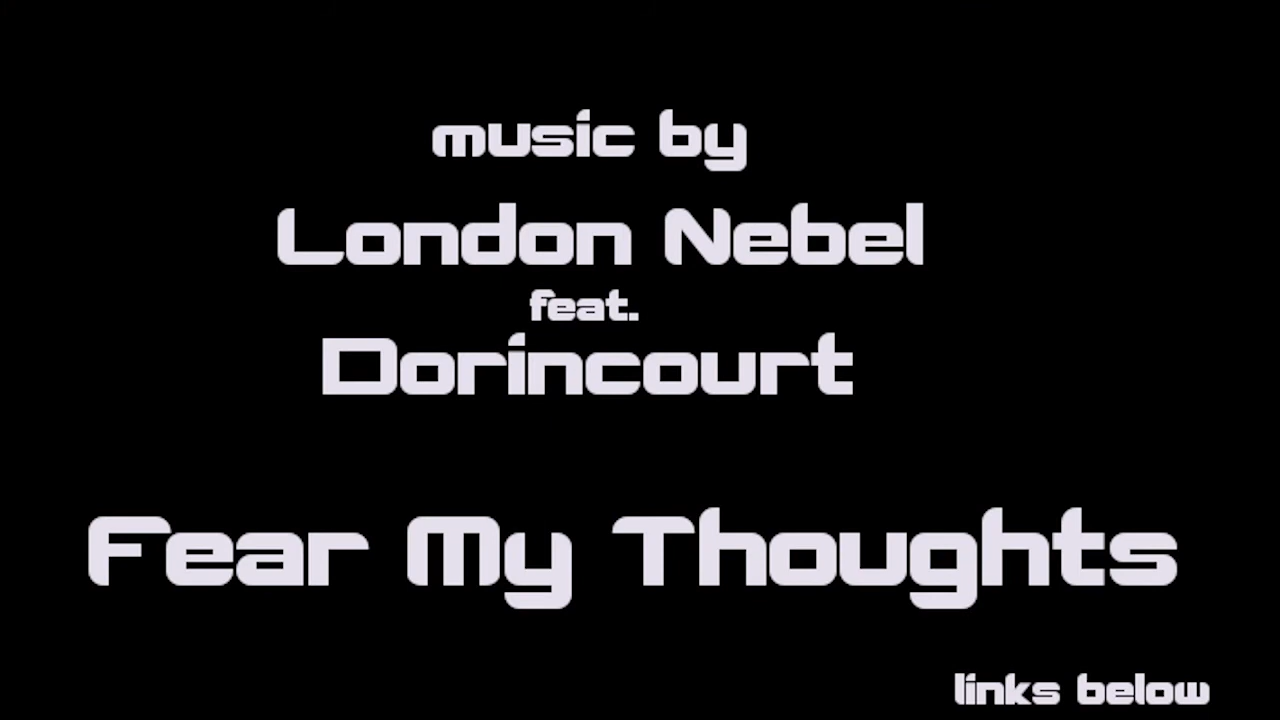 music by
London Nebel
feat.
Dorincourt
Fear My Thoughts
links below